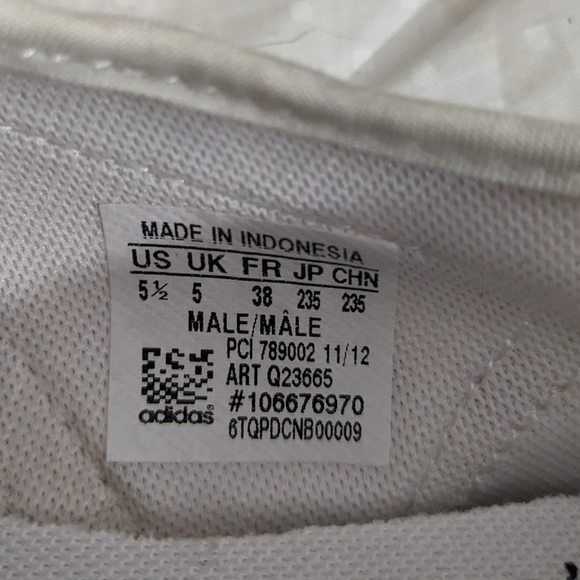 MADE IN INDONESIA
US UK FR JP CHN
5½ 5 38 235 235
MALE/MÂLE
PCI 789002 11/12
ART Q23665
#106676970
adidas® 6TQPDCNB00009